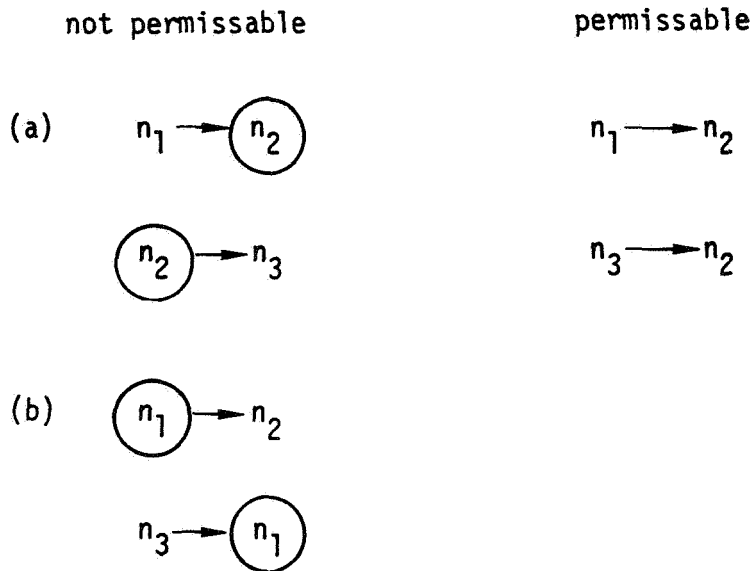 not permissable permissable
(a) n1 → n2 n1 → n2
n2 → n3 n3 → n2
(b) n1 → n2
n3 → n1